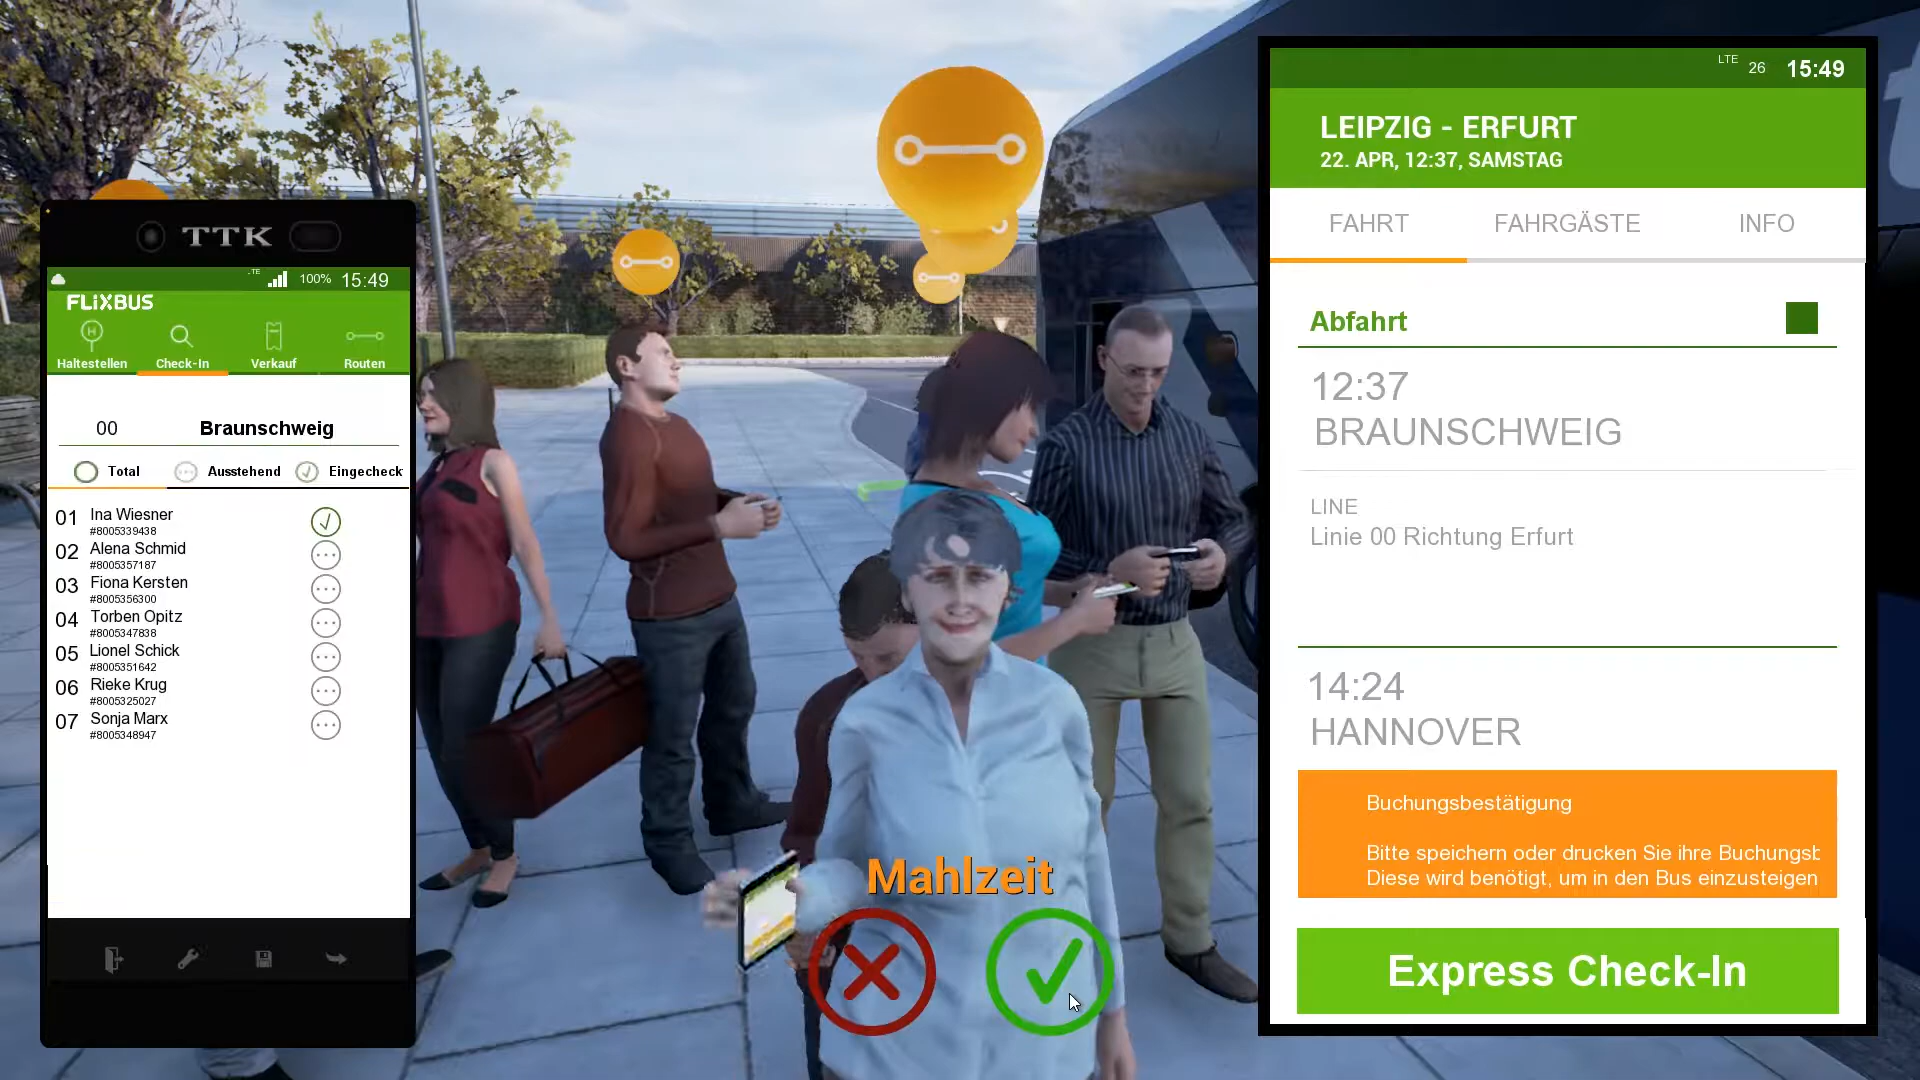 TTK
LTE
100%
15:49
FLiXBUS
Haltestellen
Check-In
Verkauf
Routen
00
Braunschweig
Total
Ausstehend
Eingecheck
01
Ina Wiesner
#8005339438
02
Alena Schmid
#8005357187
03
Fiona Kersten
#8005356300
04
Torben Opitz
#8005347838
05
Lionel Schick
#8005351642
06
Rieke Krug
#8005325027
07
Sonja Marx
#8005348947
Mahlzeit
LTE
26
15:49
LEIPZIG - ERFURT
22. APR, 12:37, SAMSTAG
FAHRT
FAHRGÄSTE
INFO
Abfahrt
12:37
BRAUNSCHWEIG
LINE
Linie 00 Richtung Erfurt
14:24
HANNOVER
Buchungsbestätigung
Bitte speichern oder drucken Sie ihre Buchungsb
Diese wird benötigt, um in den Bus einzusteigen
Express Check-In